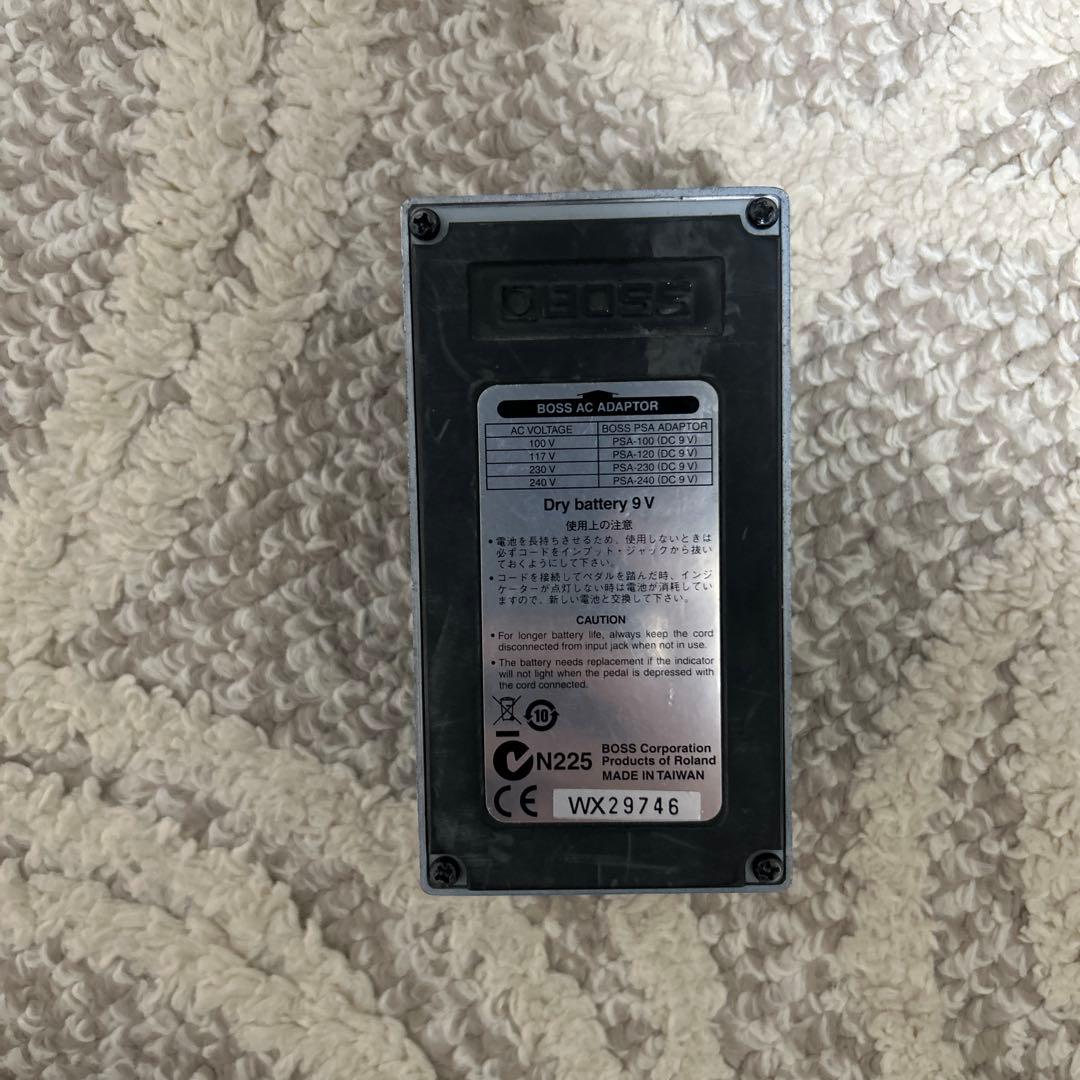 BOSS
BOSS AC ADAPTOR
AC VOLTAGE BOSS PSA ADAPTOR
100 V PSA-100 (DC 9 V)
117 V PSA-120 (DC 9 V)
230 V PSA-230 (DC 9 V)
240 V PSA-240 (DC 9 V)
Dry battery 9 V
使用上の注意
• 電池を長持ちさせるため、使用しないときは
必ずコードをインプット・ジャックから抜い
ておくようにして下さい。
• コードを接続してペダルを踏んだ時、インジ
ケーターが点灯しない時は電池が消耗してい
ますので、新しい電池と交換して下さい。
CAUTION
• For longer battery life, always keep the cord
disconnected from input jack when not in use.
• The battery needs replacement if the indicator
will not light when the pedal is depressed with
the cord connected.
10
N225
BOSS Corporation
Products of Roland
MADE IN TAIWAN
CE
WX29746